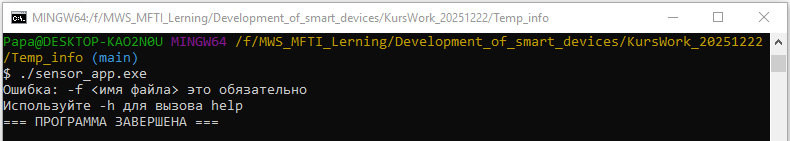 MINGW64:/f/MWS_MFTI_Lerning/Development_of_smart_devices/KursWork_20251222/Temp_info
Papa@DESKTOP-KAO2N0U MINGW64 /f/MWS_MFTI_Lerning/Development_of_smart_devices/KursWork_20251222
/Temp_info (main)
$ ./sensor_app.exe
Ошибка: -f <имя файла> это обязательно
Используйте -h для вызова help
=== ПРОГРАММА ЗАВЕРШЕНА ===